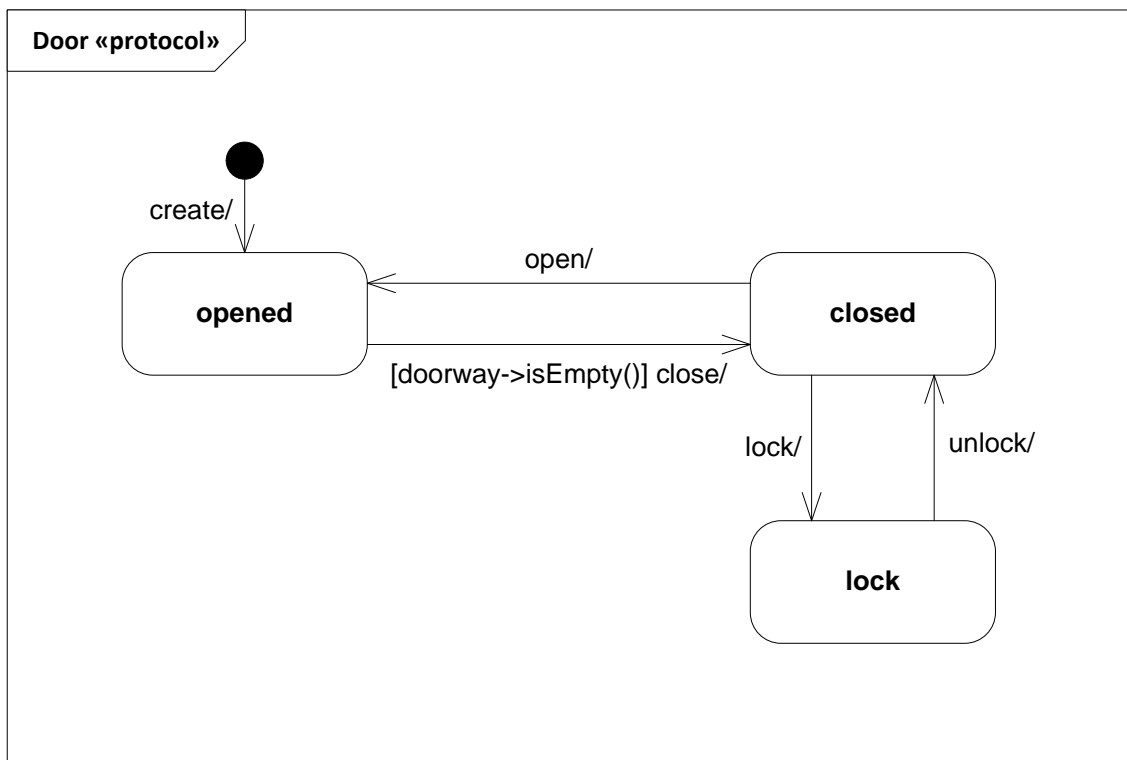 Door «protocol»
create/
open/
opened
closed
[doorway->isEmpty()] close/
lock/
unlock/
lock